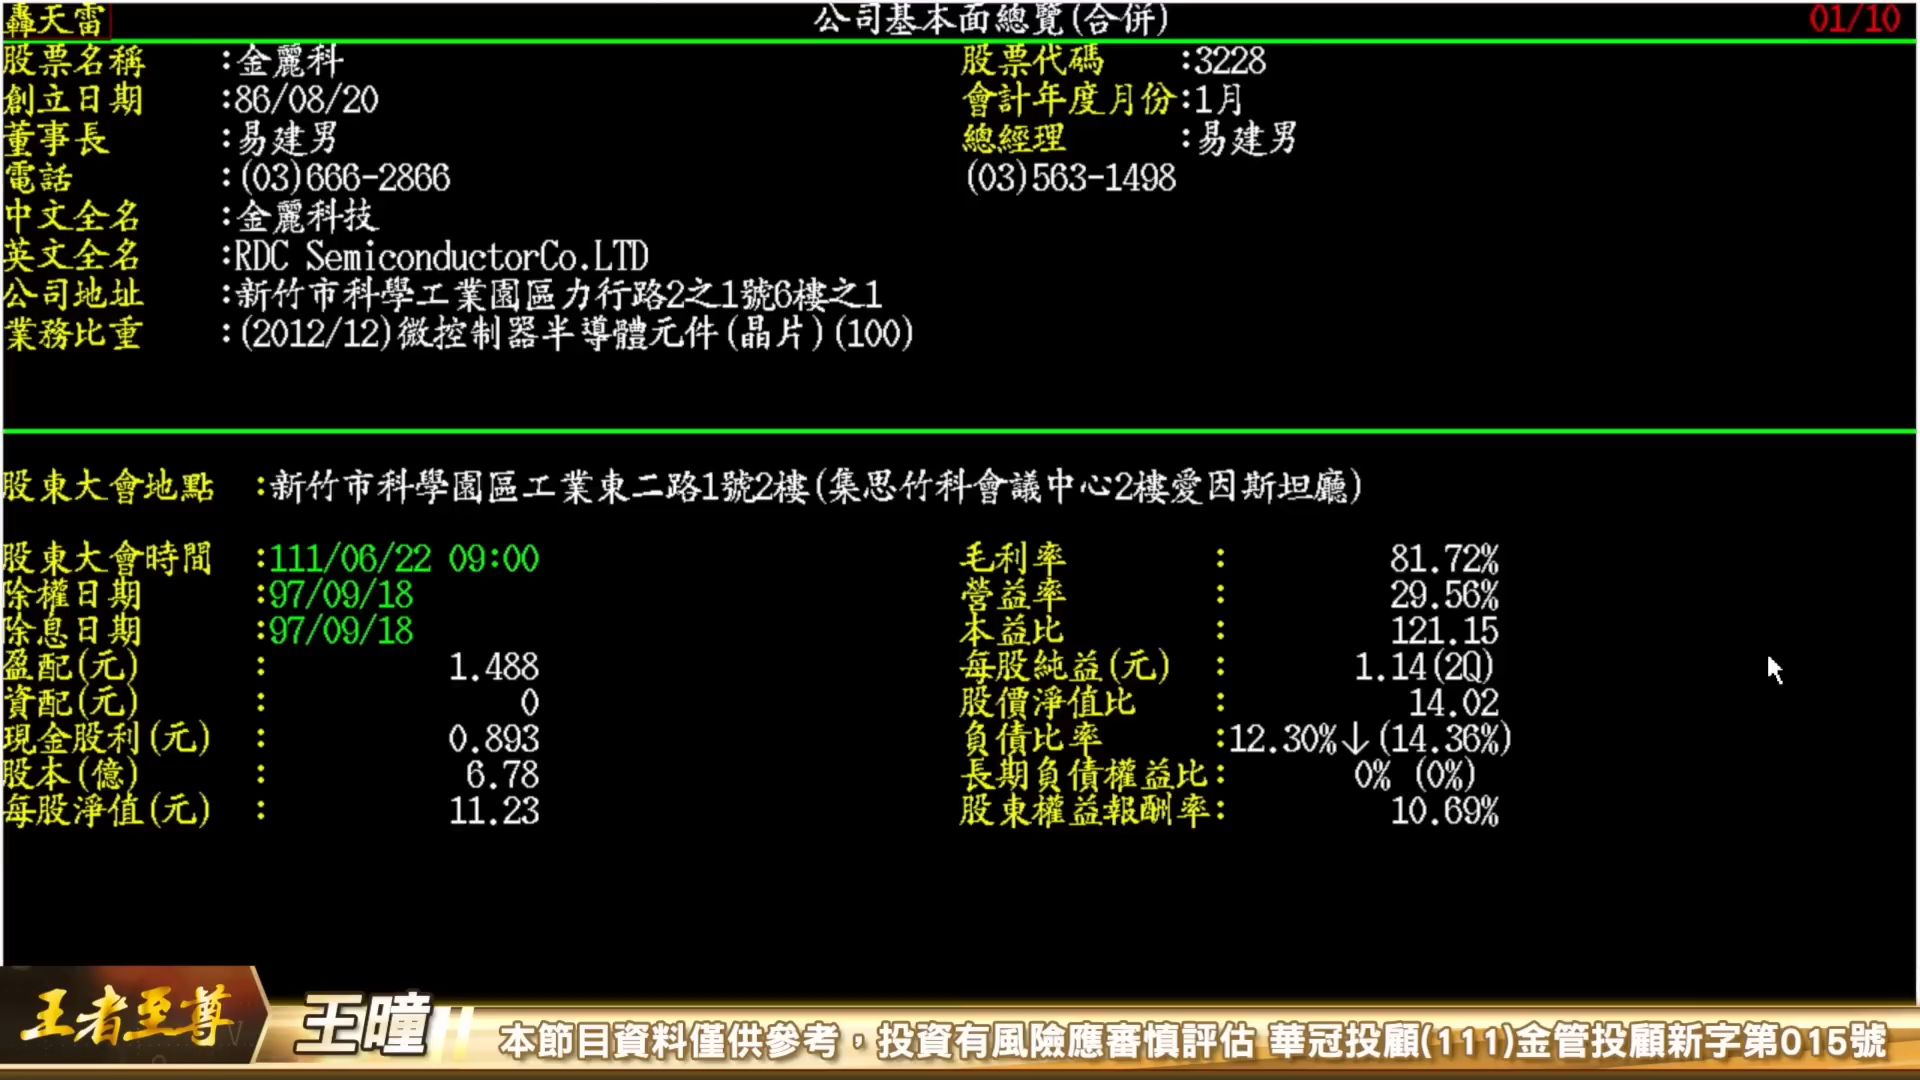 轟天雷 公司基本面總覽(合併) 01/10
股票名稱 :金麗科 股票代碼 :3228
創立日期 :86/08/20 會計年度月份:1月
董事長 :易建男 總經理 :易建男
電話 :(03)666-2866 (03)563-1498
中文全名 :金麗科技
英文全名 :RDC SemiconductorCo.LTD
公司地址 :新竹市科學工業園區力行路2之1號6樓之1
業務比重 :(2012/12)微控制器半導體元件(晶片)(100)
股東大會地點 :新竹市科學園區工業東二路1號2樓(集思竹科會議中心2樓愛因斯坦廳)
股東大會時間 :111/06/22 09:00 毛利率 : 81.72%
除權日期 :97/09/18 營益率 : 29.56%
除息日期 :97/09/18 本益比 : 121.15
盈配(元) : 1.488 每股純益(元) : 1.14(2Q)
資配(元) : 0 股價淨值比 : 14.02
現金股利(元) : 0.893 負債比率 :12.30%↓(14.36%)
股本(億) : 6.78 長期負債權益比: 0% (0%)
每股淨值(元) : 11.23 股東權益報酬率: 10.69%
王者至尊 王曈 本節目資料僅供參考，投資有風險應審慎評估 華冠投顧(111)金管投顧新字第015號